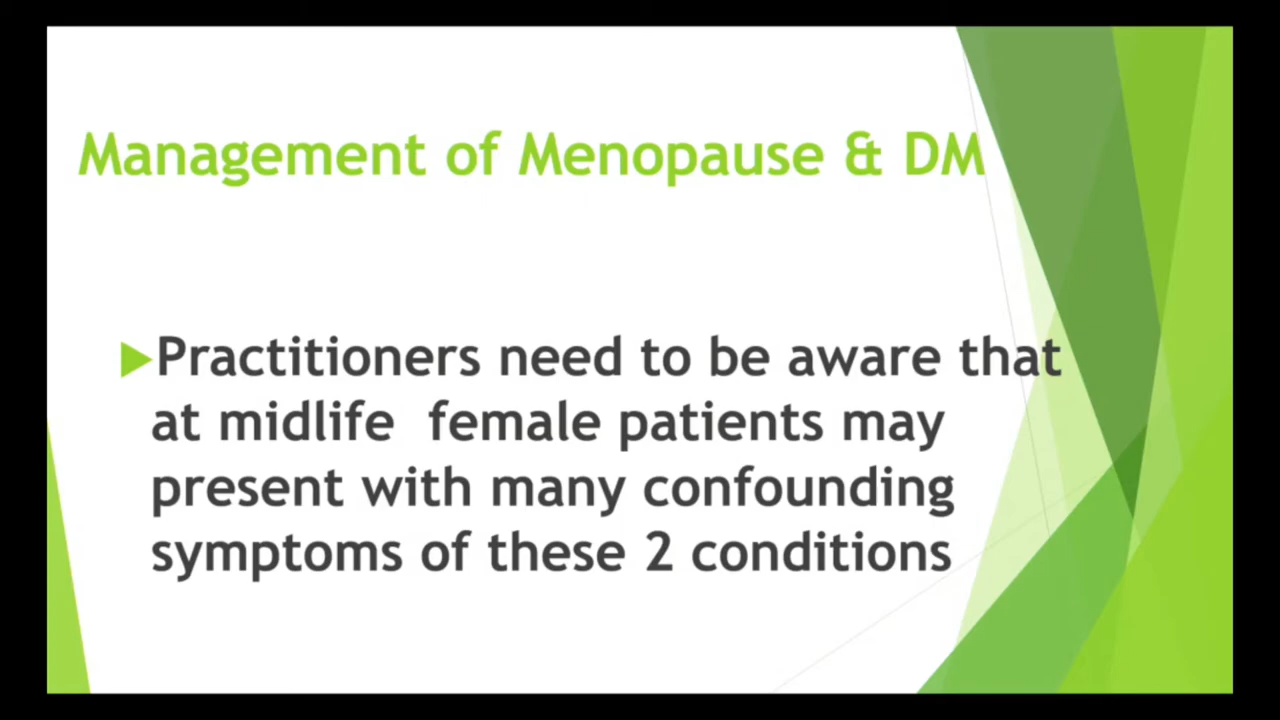 Management of Menopause & DM
Practitioners need to be aware that
at midlife  female patients may
present with many confounding
symptoms of these 2 conditions